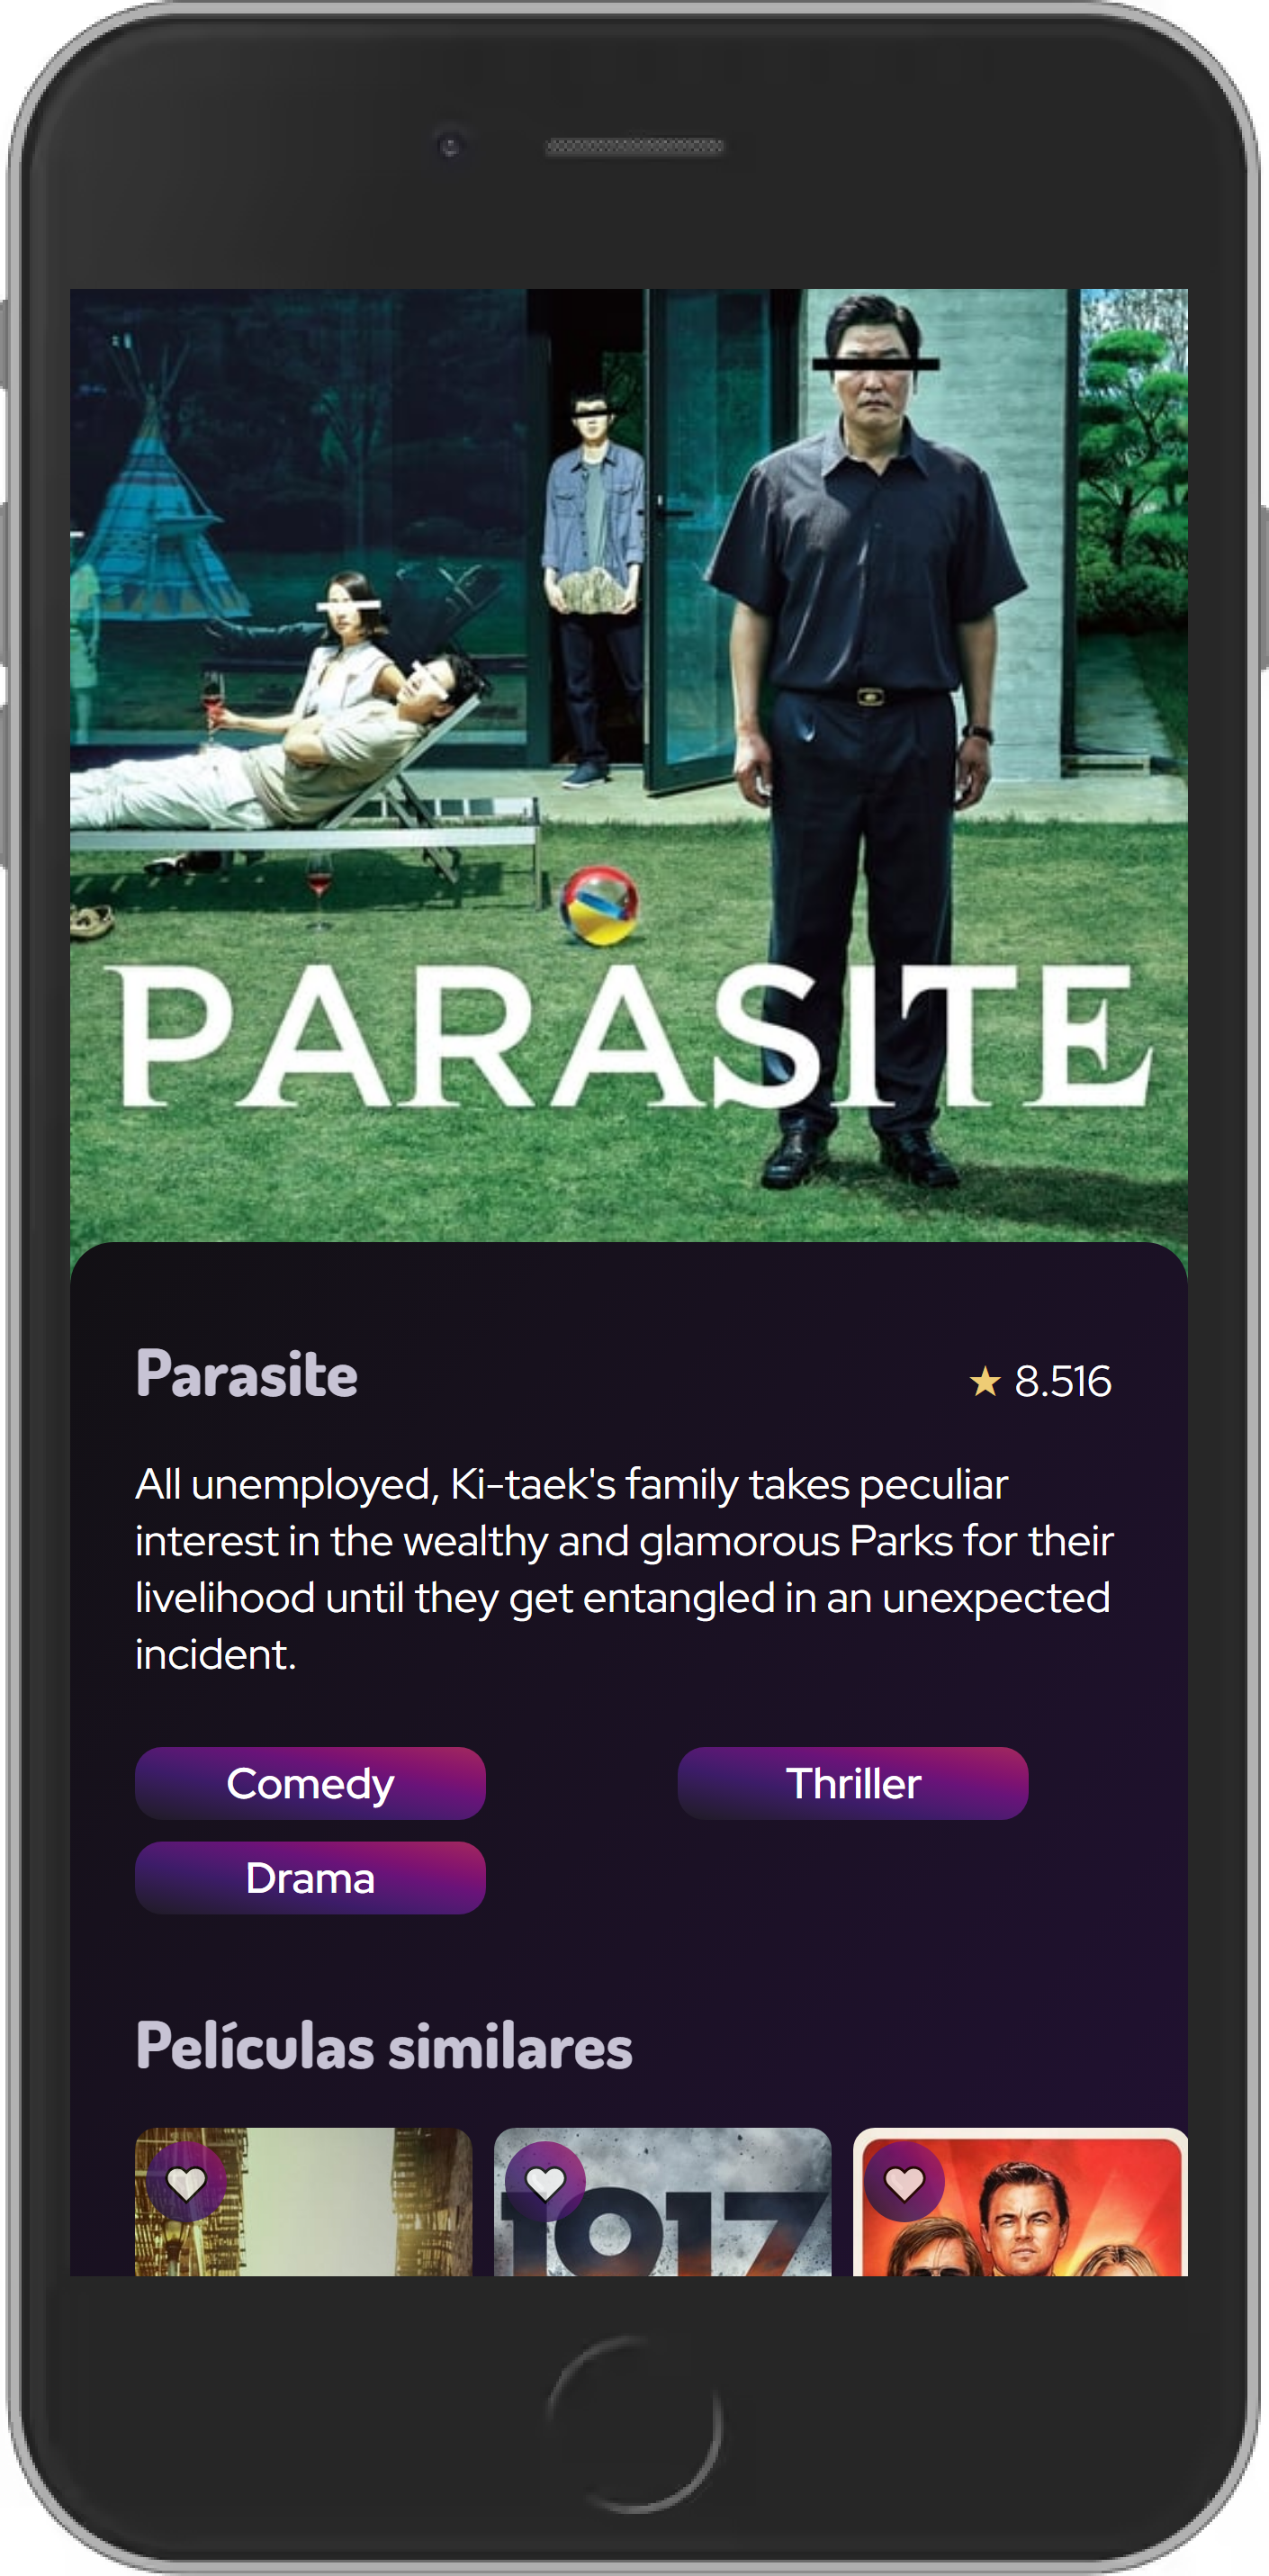 PARASITE
Parasite
★ 8.516
All unemployed, Ki-taek's family takes peculiar
interest in the wealthy and glamorous Parks for their
livelihood until they get entangled in an unexpected
incident.
Comedy
Thriller
Drama
Películas similares
1917